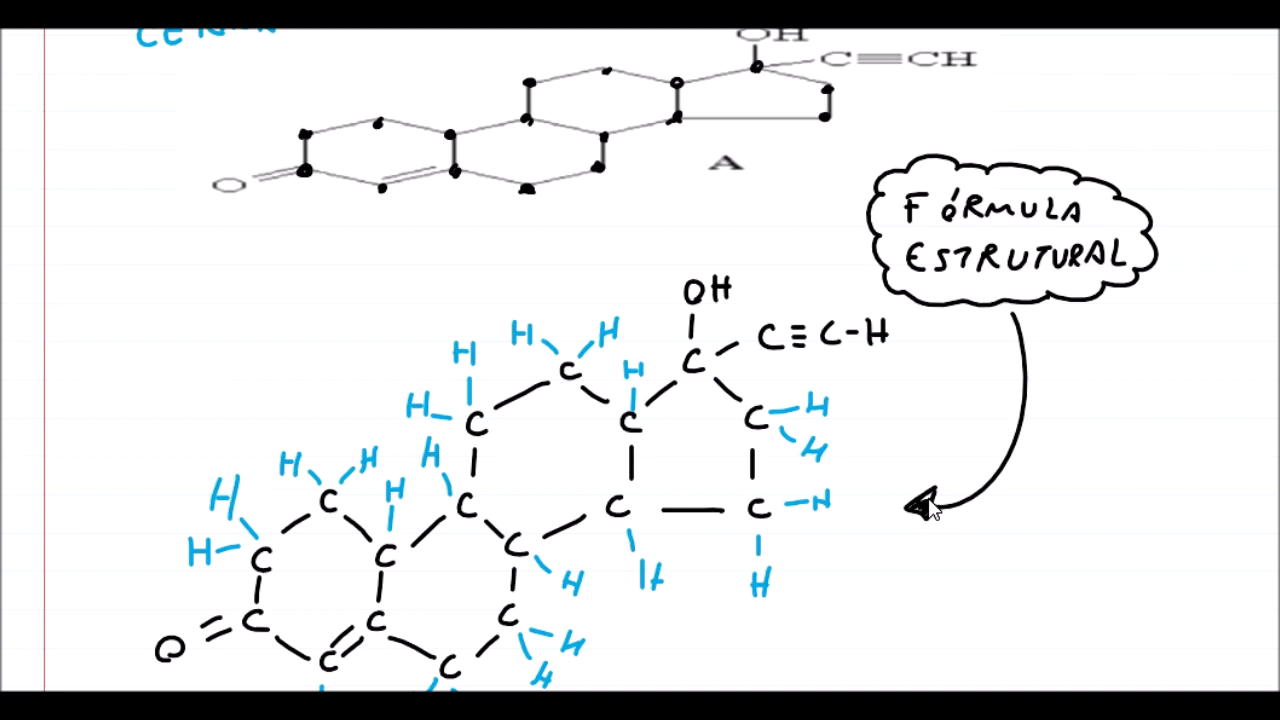 OH
C≡CH
O
A
FÓRMULA
ESTRUTURAL
OH
H H H C C≡C-H
H C H
H C C C H
H H H H H
H C C C C C H
H C C H H H
O C C C H
C C H